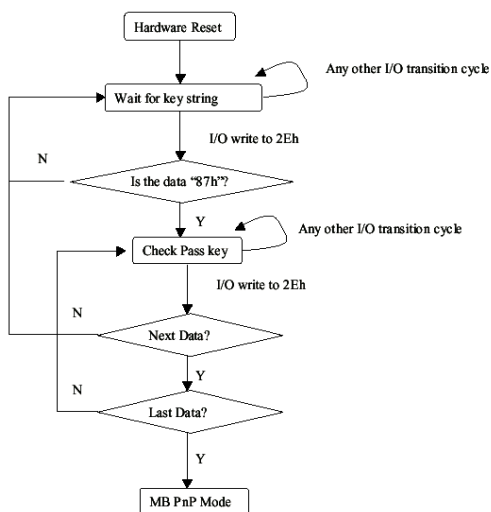 Hardware Reset
Any other I/O transition cycle
Wait for key string
I/O write to 2Eh
N
Is the data “87h”?
Y
Any other I/O transition cycle
Check Pass key
I/O write to 2Eh
N
Next Data?
Y
N
Last Data?
Y
MB PnP Mode